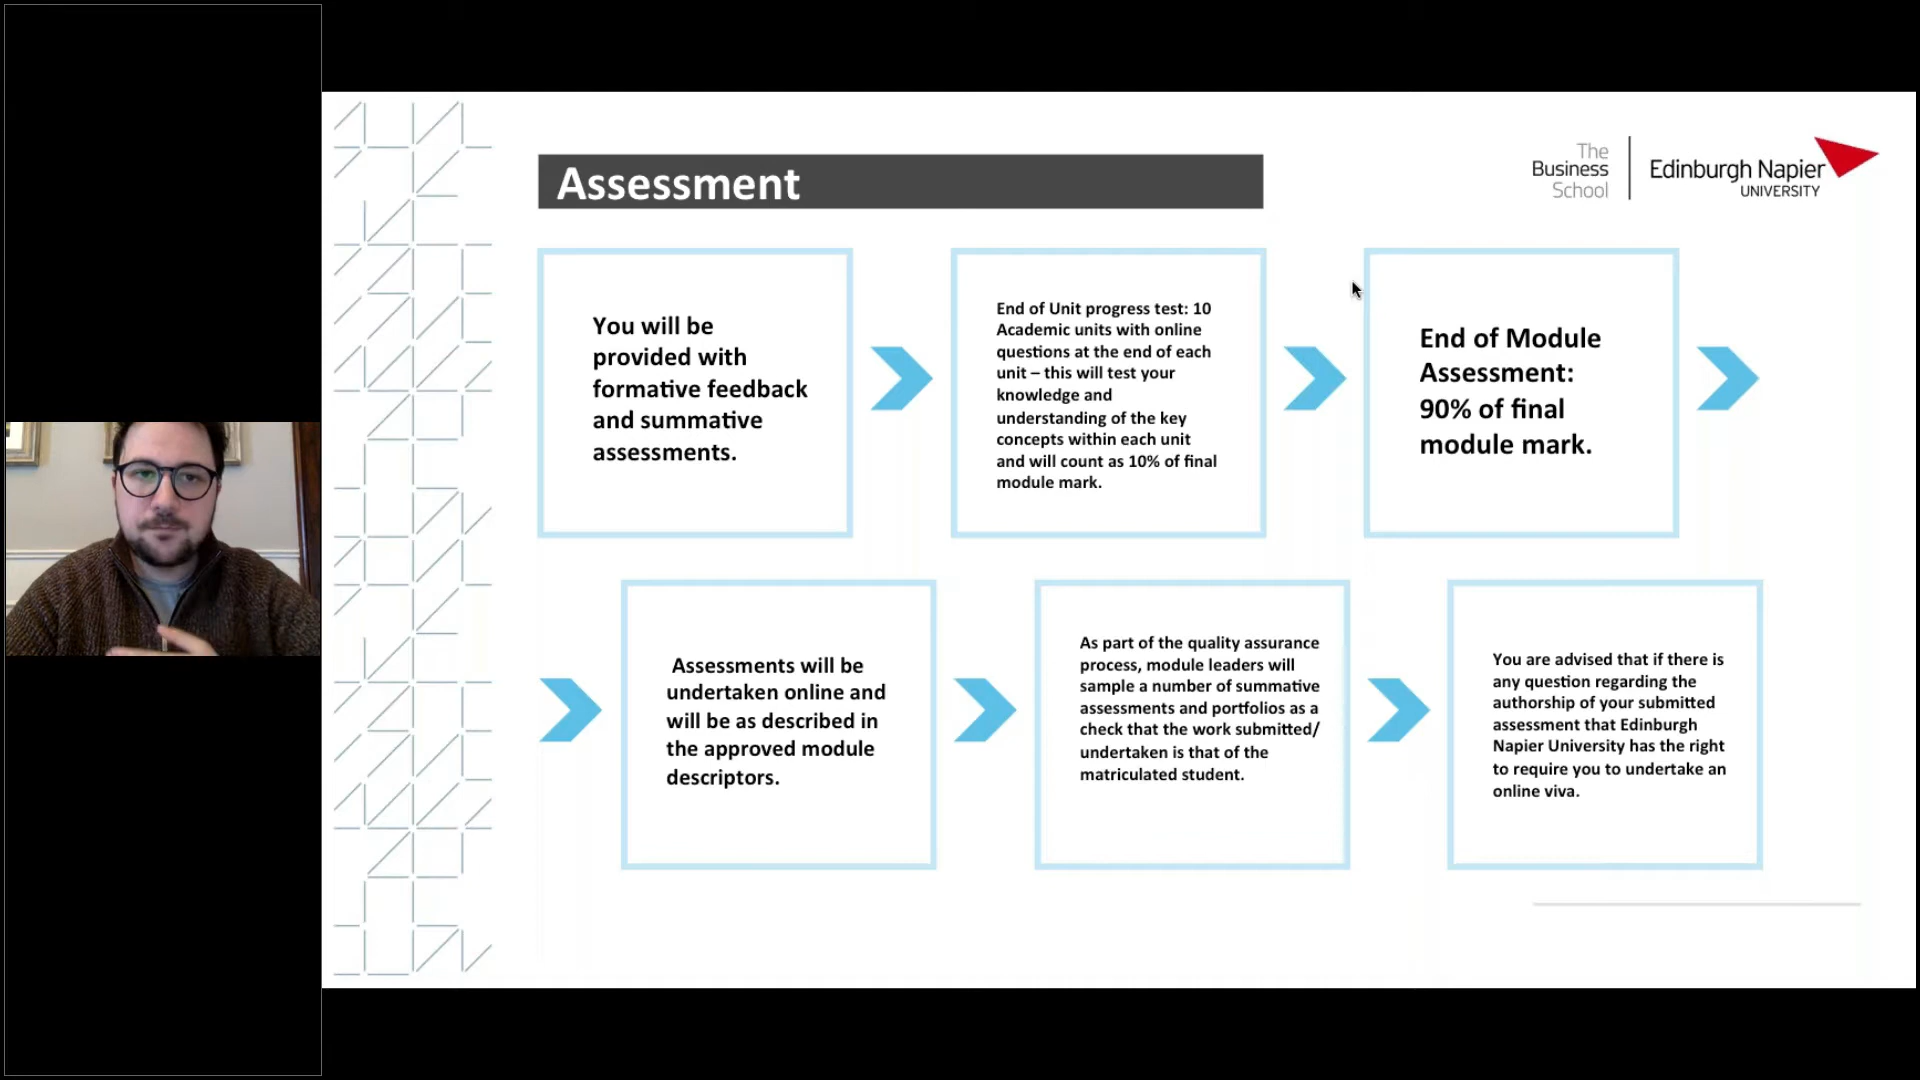 Assessment
The
Business
School
Edinburgh Napier
UNIVERSITY
You will be
provided with
formative feedback
and summative
assessments.
End of Unit progress test: 10
Academic units with online
questions at the end of each
unit – this will test your
knowledge and
understanding of the key
concepts within each unit
and will count as 10% of final
module mark.
End of Module
Assessment:
90% of final
module mark.
Assessments will be
undertaken online and
will be as described in
the approved module
descriptors.
As part of the quality assurance
process, module leaders will
sample a number of summative
assessments and portfolios as a
check that the work submitted/
undertaken is that of the
matriculated student.
You are advised that if there is
any question regarding the
authorship of your submitted
assessment that Edinburgh
Napier University has the right
to require you to undertake an
online viva.